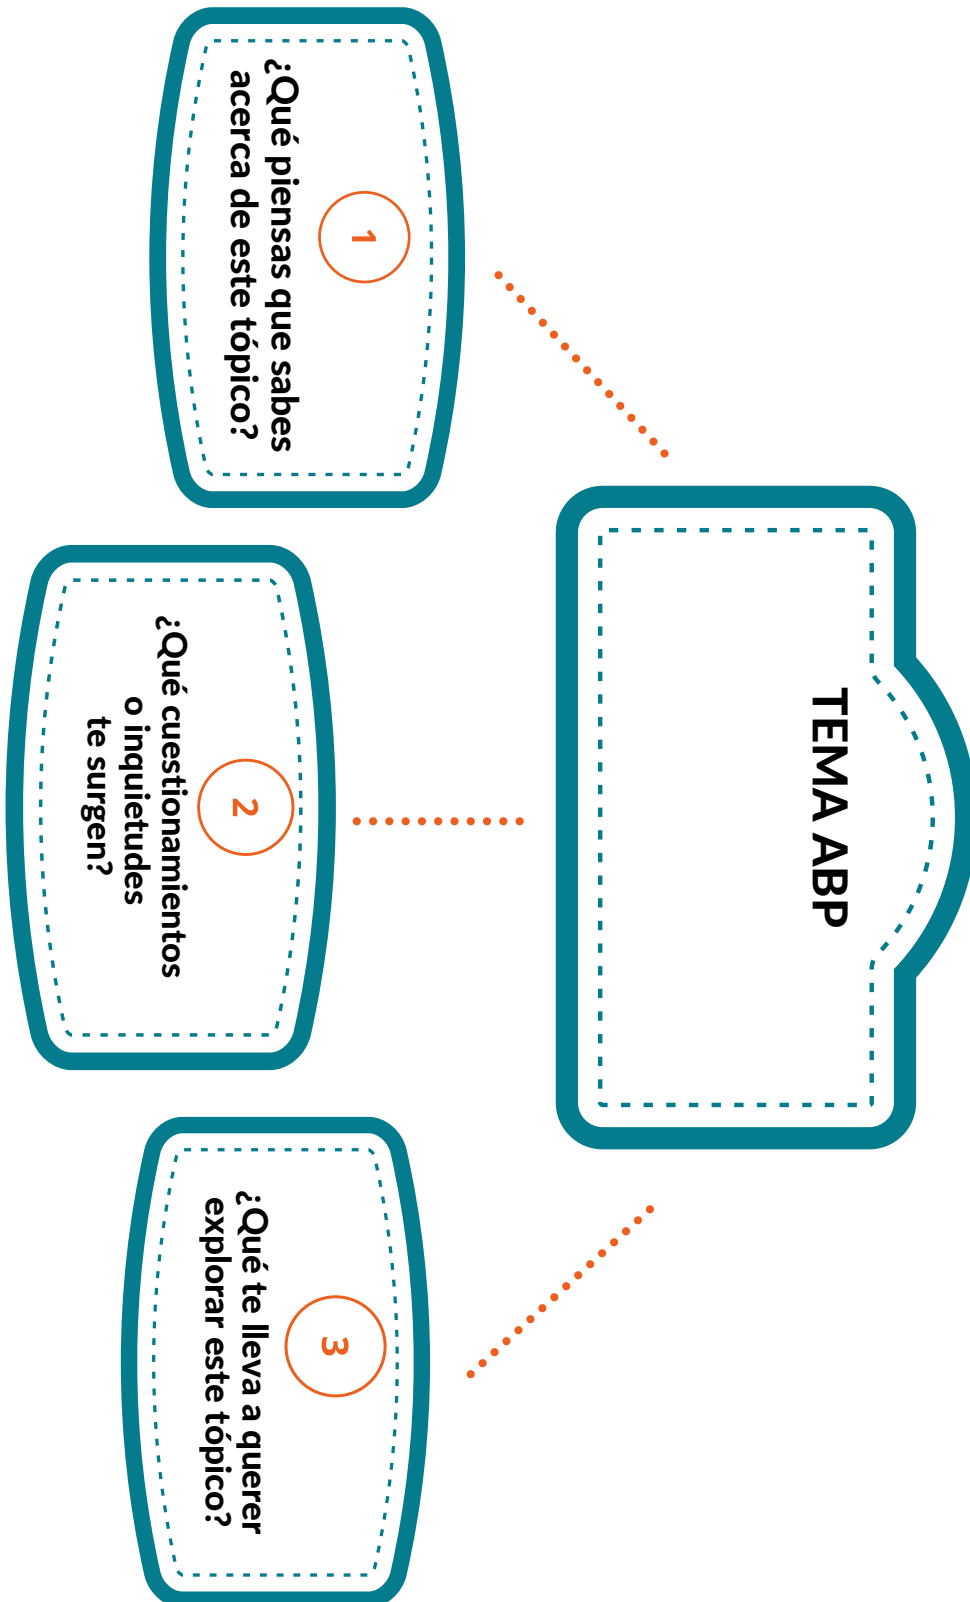 TEMA ABP
1
¿Qué piensas que sabes
acerca de este tópico?
2
¿Qué cuestionamientos
o inquietudes
te surgen?
3
¿Qué te lleva a querer
explorar este tópico?